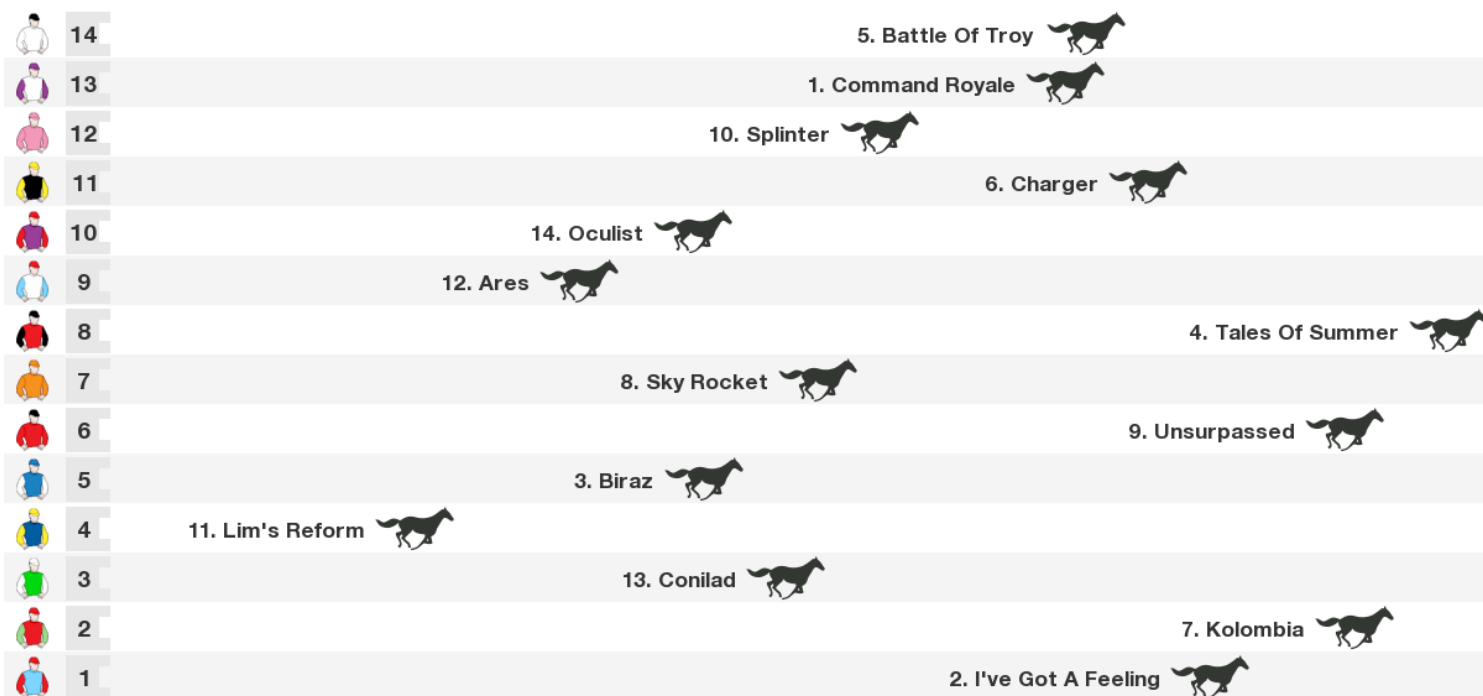 14 5. Battle Of Troy
13 1. Command Royale
12 10. Splinter
11 6. Charger
10 14. Oculist
9 12. Ares
8 4. Tales Of Summer
7 8. Sky Rocket
6 9. Unsurpassed
5 3. Biraz
4 11. Lim's Reform
3 13. Conilad
2 7. Kolombia
1 2. I've Got A Feeling